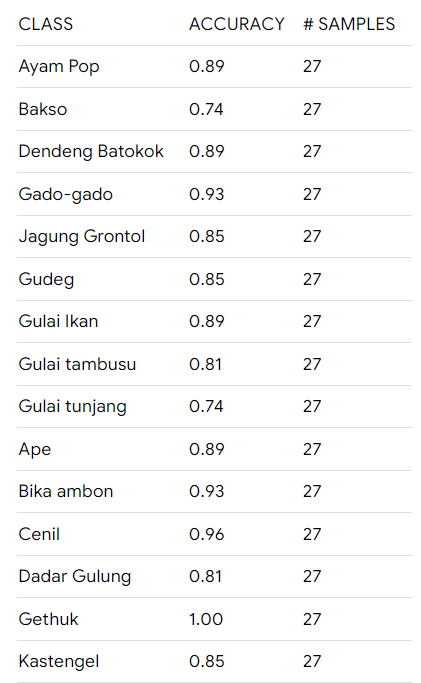 CLASS ACCURACY # SAMPLES
Ayam Pop 0.89 27
Bakso 0.74 27
Dendeng Batokok 0.89 27
Gado-gado 0.93 27
Jagung Grontol 0.85 27
Gudeg 0.85 27
Gulai Ikan 0.89 27
Gulai tambusu 0.81 27
Gulai tunjang 0.74 27
Ape 0.89 27
Bika ambon 0.93 27
Cenil 0.96 27
Dadar Gulung 0.81 27
Gethuk 1.00 27
Kastengel 0.85 27